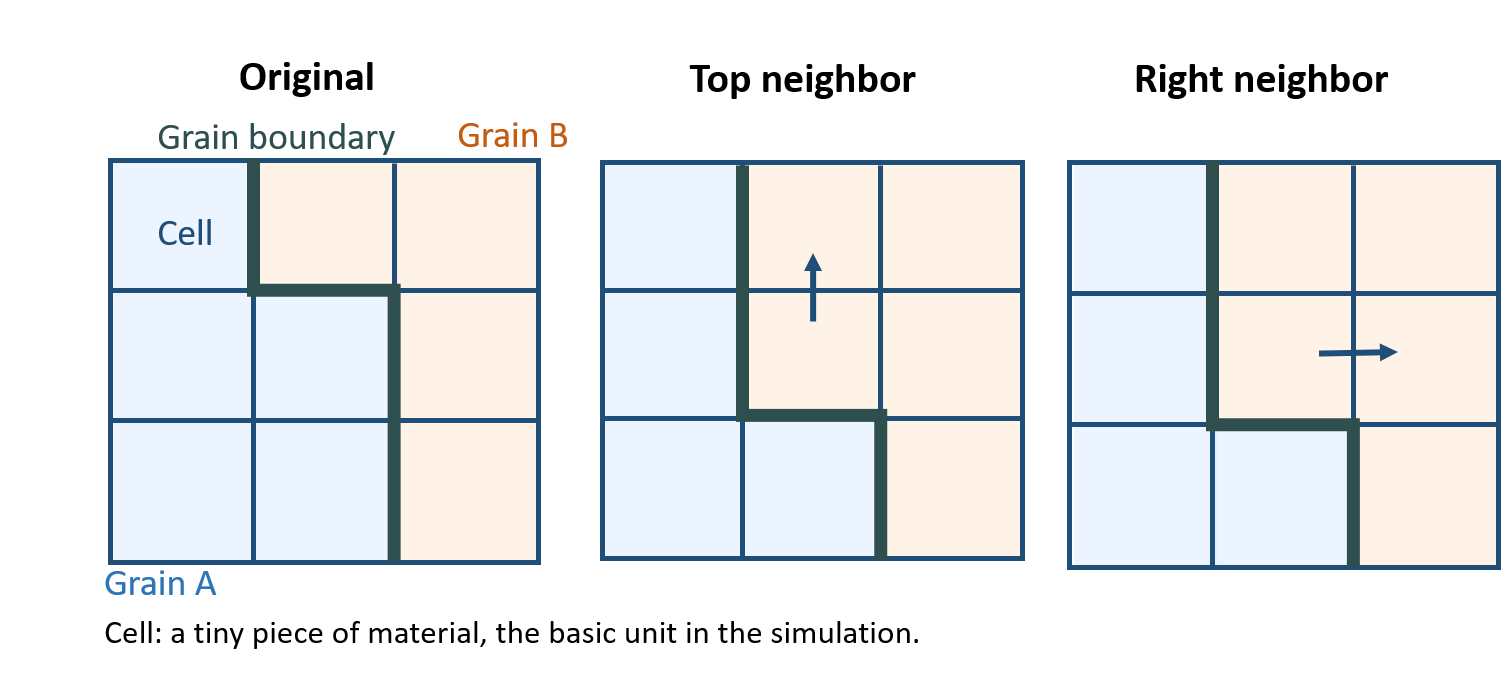 Original
Top neighbor
Right neighbor
Grain boundary
Grain B
Cell
Grain A
Cell: a tiny piece of material, the basic unit in the simulation.